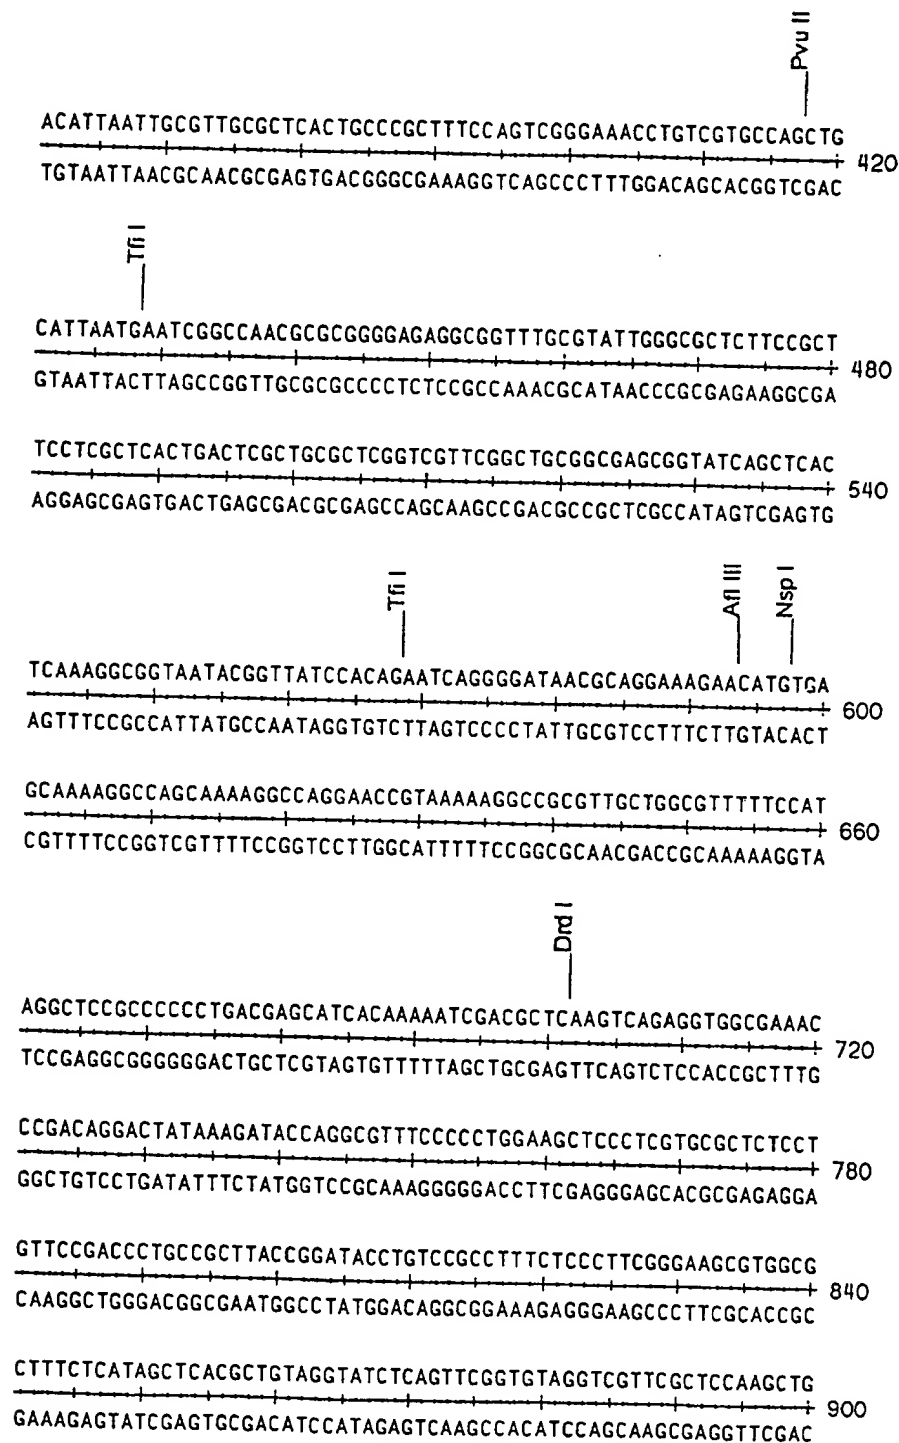 Pvu II
ACATTAATTGCGTTGCGCTCACTGCCCGCTTTCCAGTCGGGAAACCTGTCGTGCCAGCTG
420
TGTAATTAACGCAACGCGAGTGACGGGCGAAAGGTCAGCCCTTTGGACAGCACGGTCGAC
Tfi I
CATTAATGAATCGGCCAACGCGCGGGGAGAGGCGGTTTGCGTATTGGGCGCTCTTCCGCT
480
GTAATTACTTAGCCGGTTGCGCGCCCCTCTCCGCCAAACGCATAACCCGCGAGAAGGCGA
TCCTCGCTCACTGACTCGCTGCGCTCGGTCGTTCGGCTGCGGCGAGCGGTATCAGCTCAC
540
AGGAGCGAGTGACTGAGCGACGCGAGCCAGCAAGCCGACGCCGCTCGCCATAGTCGAGTG
Tfi I Afl III Nsp I
TCAAAGGCGGTAATACGGTTATCCACAGAATCAGGGGATAACGCAGGAAAGAACATGTGA
600
AGTTTCCGCCATTATGCCAATAGGTGTCTTAGTCCCCTATTGCGTCCTTTCTTGTACACT
GCAAAAGGCCAGCAAAAGGCCAGGAACCGTAAAAAGGCCGCGTTGCTGGCGTTTTTCCAT
660
CGTTTTCCGGTCGTTTTCCGGTCCTTGGCATTTTTCCGGCGCAACGACCGCAAAAAGGTA
Drd I
AGGCTCCGCCCCCCTGACGAGCATCACAAAAATCGACGCTCAAGTCAGAGGTGGCGAAAC
720
TCCGAGGCGGGGGGACTGCTCGTAGTGTTTTTAGCTGCGAGTTCAGTCTCCACCGCTTTG
CCGACAGGACTATAAAGATACCAGGCGTTTCCCCCTGGAAGCTCCCTCGTGCGCTCTCCT
780
GGCTGTCCTGATATTTCTATGGTCCGCAAAGGGGGACCTTCGAGGGAGCACGCGAGAGGA
GTTCCGACCCTGCCGCTTACCGGATACCTGTCCGCCTTTCTCCCTTCGGGAAGCGTGGCG
840
CAAGGCTGGGACGGCGAATGGCCTATGGACAGGCGGAAAGAGGGAAGCCCTTCGCACCGC
CTTTCTCATAGCTCACGCTGTAGGTATCTCAGTTCGGTGTAGGTCGTTCGCTCCAAGCTG
900
GAAAGAGTATCGAGTGCGACATCCATAGAGTCAAGCCACATCCAGCAAGCGAGGTTCGAC